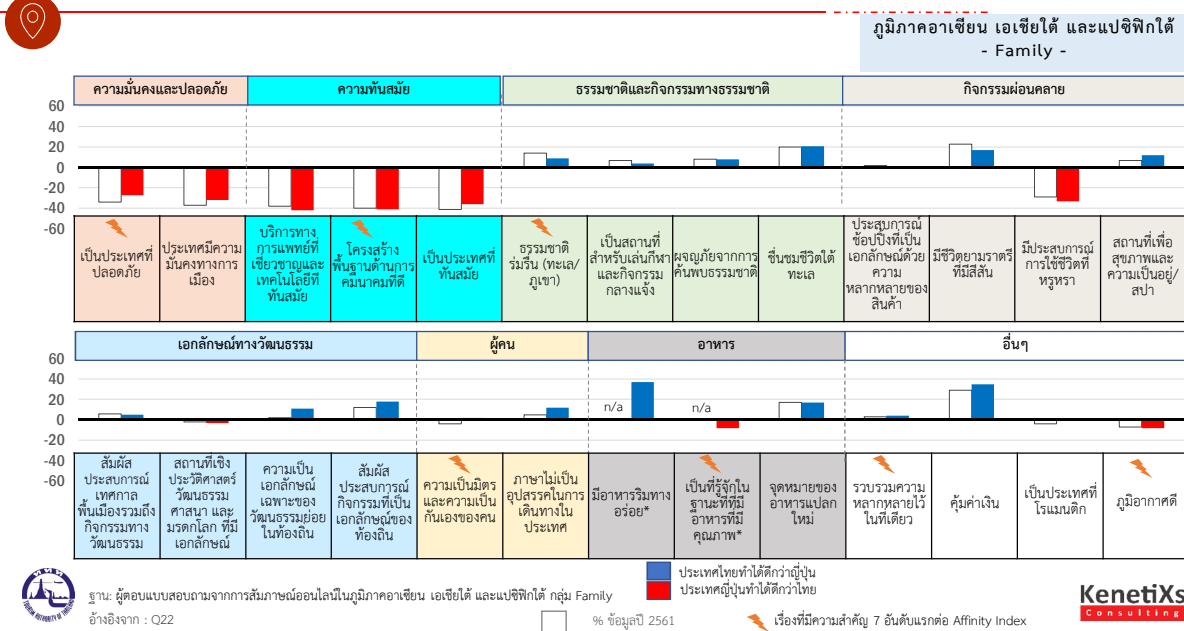 ภูมิภาคอาเซียน เอเชียใต้ และแปซิฟิกใต้
- Family -
ความมั่นคงและปลอดภัย
ความทันสมัย
ธรรมชาติและกิจกรรมทางธรรมชาติ
กิจกรรมผ่อนคลาย
60
40
20
0
-20
-40
-60
เป็นประเทศที่
ปลอดภัย
ประเทศมีความ
มั่นคงทางการ
เมือง
บริการทาง
การแพทย์ที่
เชี่ยวชาญและ
เทคโนโลยีที่
ทันสมัย
โครงสร้าง
พื้นฐานด้านการ
คมนาคมที่ดี
เป็นประเทศที่
ทันสมัย
ธรรมชาติ
ร่มรื่น (ทะเล/
ภูเขา)
เป็นสถานที่
สำหรับเล่นกีฬา
และกิจกรรม
กลางแจ้ง
ผจญภัยจากการ
ค้นพบธรรมชาติ
ชื่นชมชีวิตใต้
ทะเล
ประสบการณ์
ช้อปปิ้งที่เป็น
เอกลักษณ์ด้วย
ความ
หลากหลายของ
สินค้า
มีชีวิตยามราตรี
ที่มีสีสัน
มีประสบการณ์
การใช้ชีวิตที่
หรูหรา
สถานที่เพื่อ
สุขภาพและ
ความเป็นอยู่/
สปา
เอกลักษณ์ทางวัฒนธรรม
ผู้คน
อาหาร
อื่นๆ
60
40
20
0
-20
-40
-60
n/a
n/a
สัมผัส
ประสบการณ์
เทศกาล
พื้นเมืองรวมถึง
กิจกรรมทาง
วัฒนธรรม
สถานที่เชิง
ประวัติศาสตร์
วัฒนธรรม
ศาสนา และ
มรดกโลก ที่มี
เอกลักษณ์
ความเป็น
เอกลักษณ์
เฉพาะของ
วัฒนธรรมย่อย
ในท้องถิ่น
สัมผัส
ประสบการณ์
กิจกรรมที่เป็น
เอกลักษณ์ของ
ท้องถิ่น
ความเป็นมิตร
และความเป็น
กันเองของคน
ภาษาไม่เป็น
อุปสรรคในการ
เดินทางใน
ประเทศ
มีอาหารริมทาง
อร่อย*
เป็นที่รู้จักใน
ฐานะที่ที่มี
อาหารที่มี
คุณภาพ*
จุดหมายของ
อาหารแปลก
ใหม่
รวบรวมความ
หลากหลายไว้
ในที่เดียว
คุ้มค่าเงิน
เป็นประเทศที่
โรแมนติก
ภูมิอากาศดี
ประเทศไทยทำได้ดีกว่าญี่ปุ่น
ประเทศญี่ปุ่นทำได้ดีกว่าไทย
ฐาน: ผู้ตอบแบบสอบถามจากการสัมภาษณ์ออนไลน์ในภูมิภาคอาเซียน เอเชียใต้ และแปซิฟิกใต้ กลุ่ม Family
อ้างอิงจาก : Q22
% ข้อมูลปี 2561
เรื่องที่มีความสำคัญ 7 อันดับแรกต่อ Affinity Index
KenetiXs
Consulting